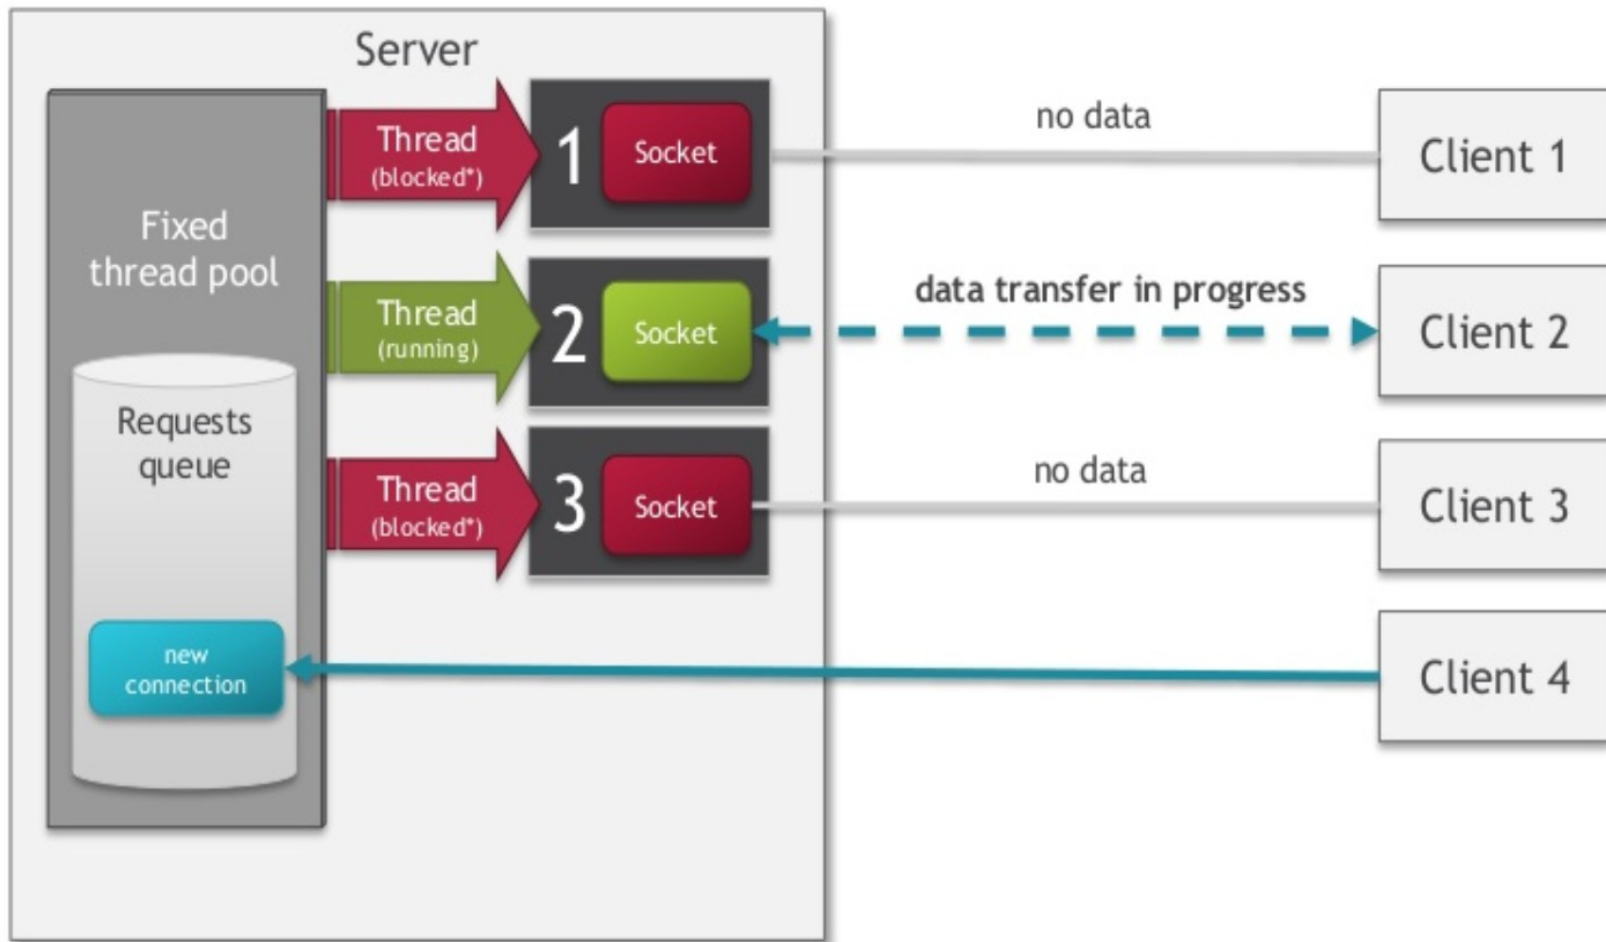 Server
Fixed
thread pool
Requests
queue
new
connection
Thread
(blocked*)
1
Socket
no data
Client 1
Thread
(running)
2
Socket
data transfer in progress
Client 2
Thread
(blocked*)
3
Socket
no data
Client 3
Client 4